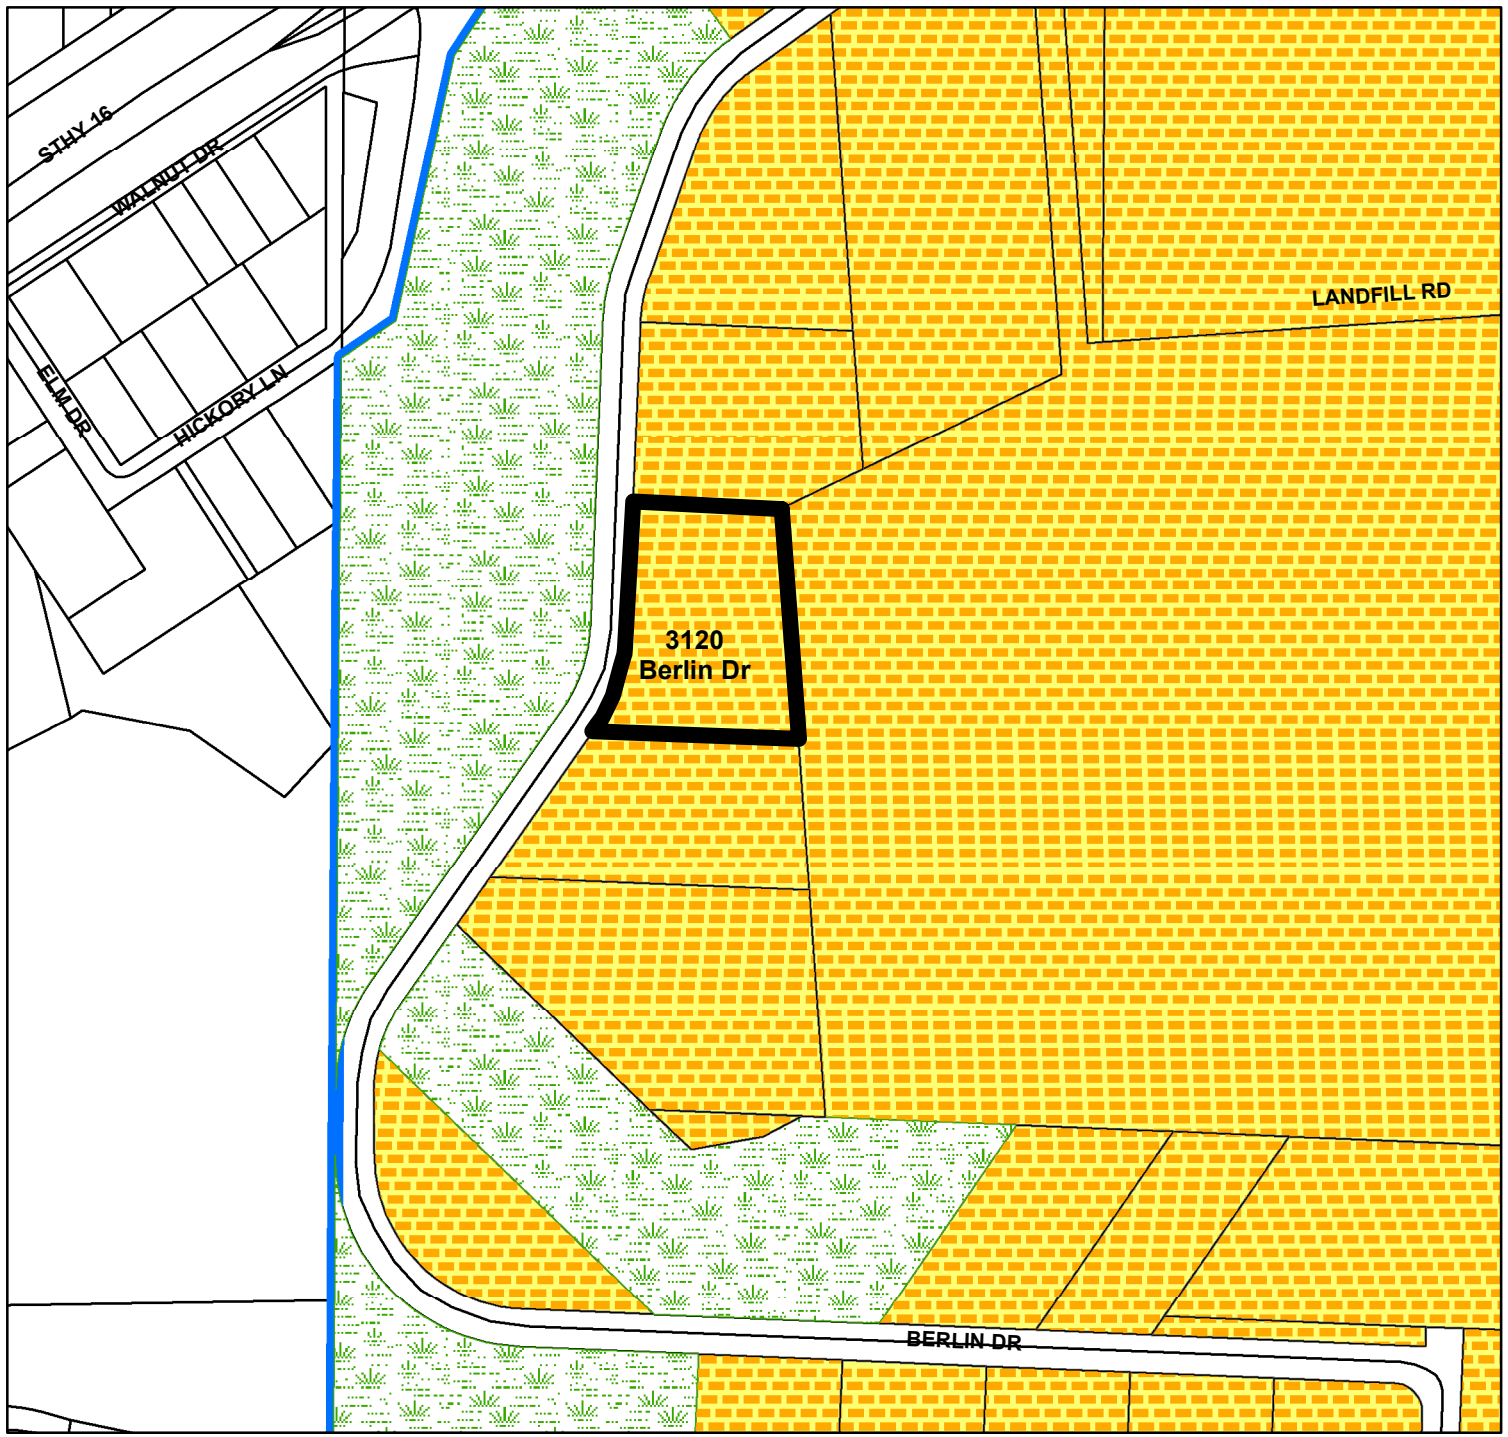 STHY 16
WALNUT DR
LANDFILL RD
ELM DR
HICKORY LN
3120
Berlin Dr
BERLIN DR